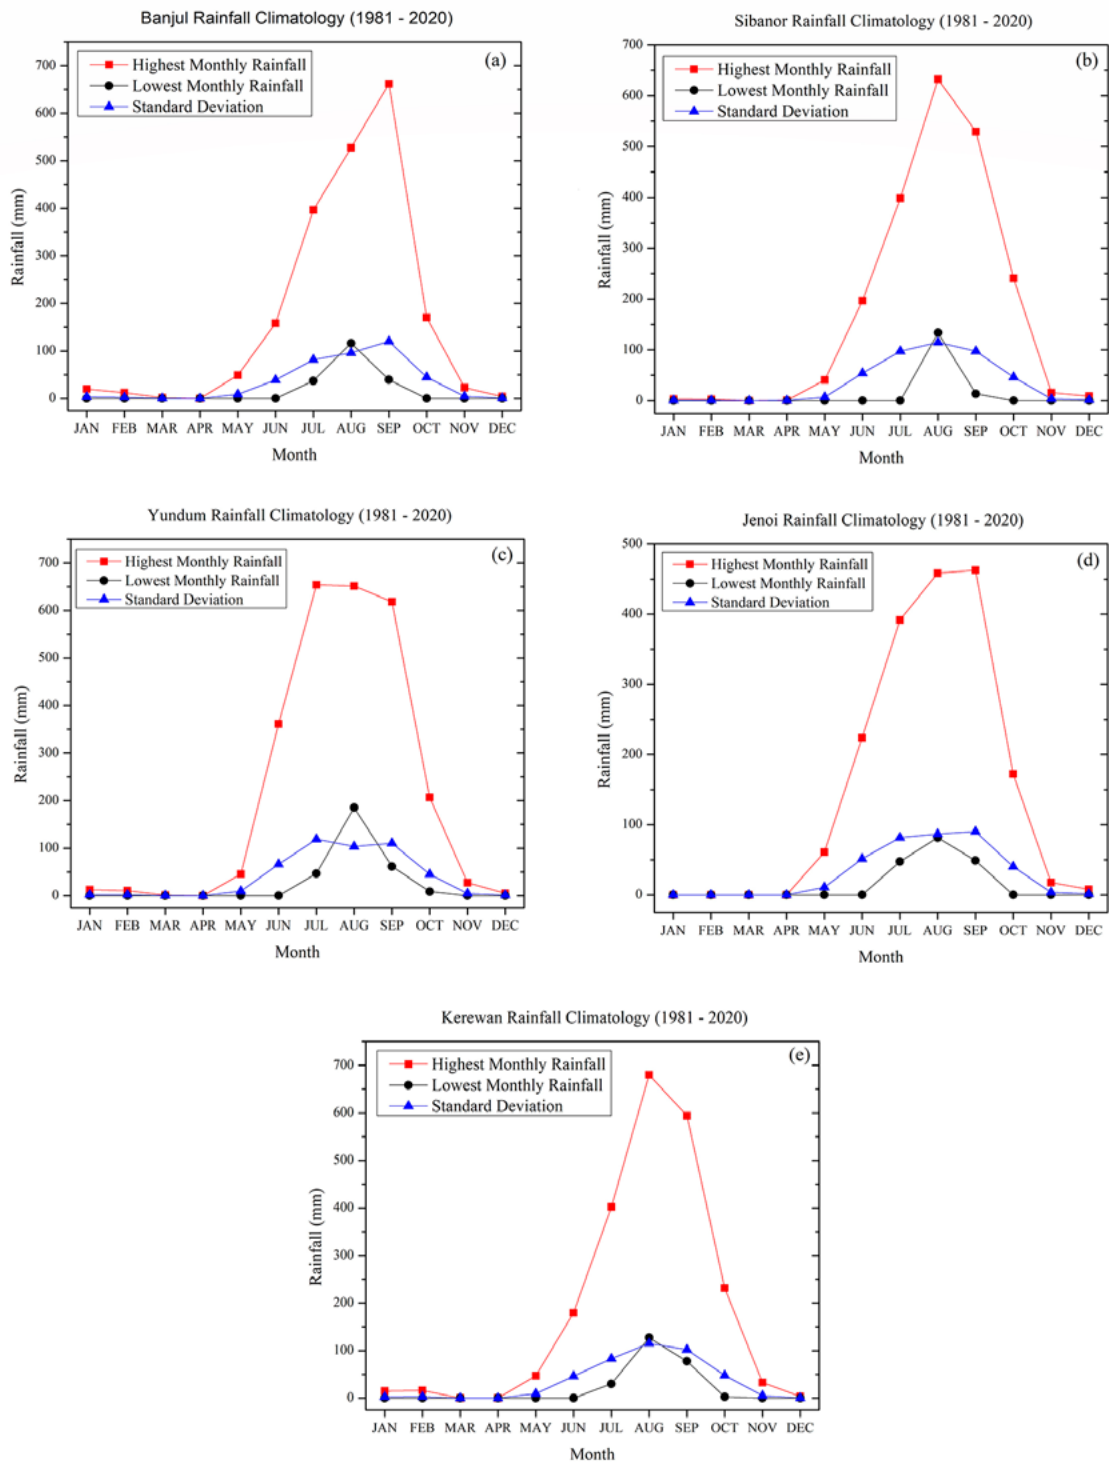 Banjul Rainfall Climatology (1981 - 2020)
(a)
Highest Monthly Rainfall
Lowest Monthly Rainfall
Standard Deviation
700
600
500
400
300
200
100
0
Rainfall (mm)
JAN FEB MAR APR MAY JUN JUL AUG SEP OCT NOV DEC
Month
Sibanor Rainfall Climatology (1981 - 2020)
(b)
Highest Monthly Rainfall
Lowest Monthly Rainfall
Standard Deviation
700
600
500
400
300
200
100
0
Rainfall (mm)
JAN FEB MAR APR MAY JUN JUL AUG SEP OCT NOV DEC
Month
Yundum Rainfall Climatology (1981 - 2020)
(c)
Highest Monthly Rainfall
Lowest Monthly Rainfall
Standard Deviation
700
600
500
400
300
200
100
0
Rainfall (mm)
JAN FEB MAR APR MAY JUN JUL AUG SEP OCT NOV DEC
Month
Jenoi Rainfall Climatology (1981 - 2020)
(d)
Highest Monthly Rainfall
Lowest Monthly Rainfall
Standard Deviation
500
400
300
200
100
0
Rainfall (mm)
JAN FEB MAR APR MAY JUN JUL AUG SEP OCT NOV DEC
Month
Kerewan Rainfall Climatology (1981 - 2020)
(e)
Highest Monthly Rainfall
Lowest Monthly Rainfall
Standard Deviation
700
600
500
400
300
200
100
0
Rainfall (mm)
JAN FEB MAR APR MAY JUN JUL AUG SEP OCT NOV DEC
Month